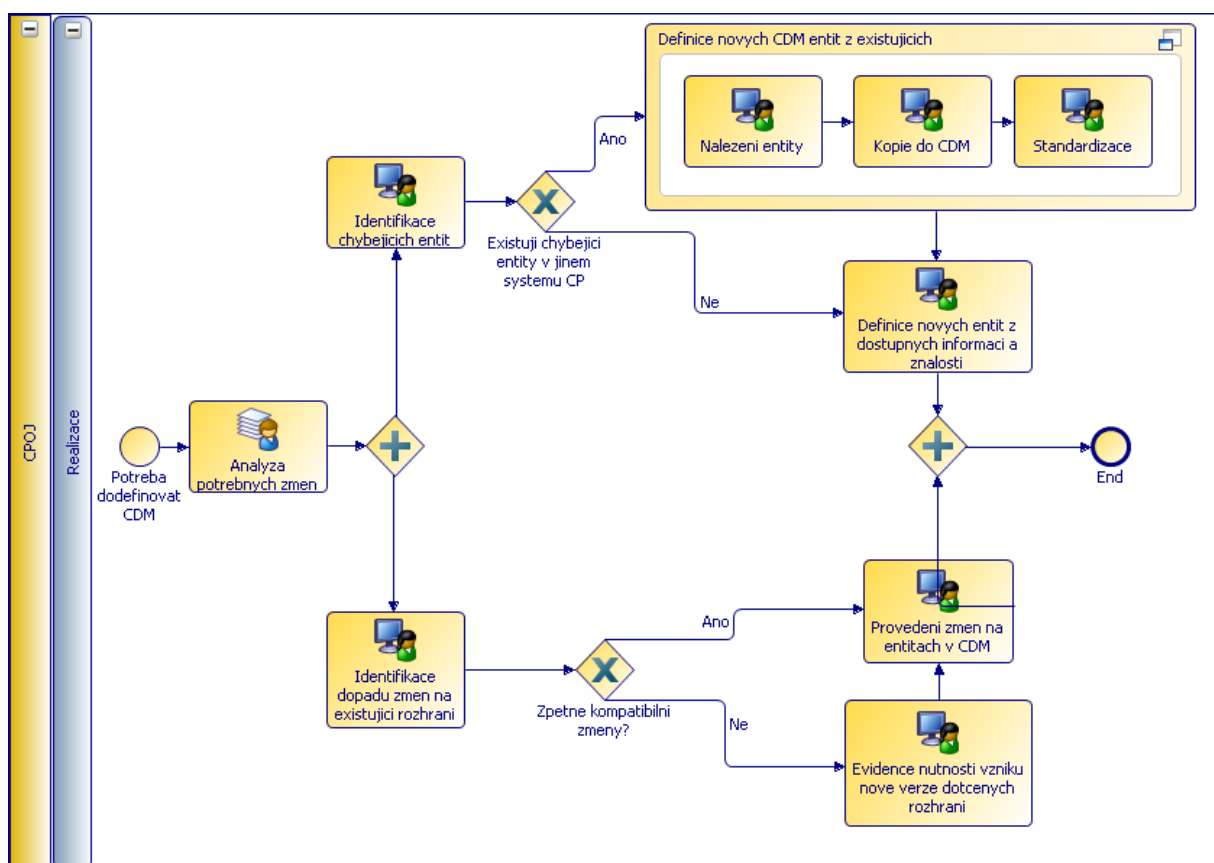 CPOJ
Realizace
Potreba
dodefinovat
CDM
Analyza
potrebnych zmen
Identifikace
chybejicich entit
Existuji chybejici
entity v jinem
systemu CP
Ano
Ne
Definice novych CDM entit z existujicich
Nalezeni entity
Kopie do CDM
Standardizace
Definice novych entit z
dostupnych informaci a
znalosti
End
Identifikace
dopadu zmen na
existujici rozhrani
Zpetne kompatibilni
zmeny?
Ano
Ne
Provedeni zmen na
entitach v CDM
Evidence nutnosti vzniku
nove verze dotcenych
rozhrani